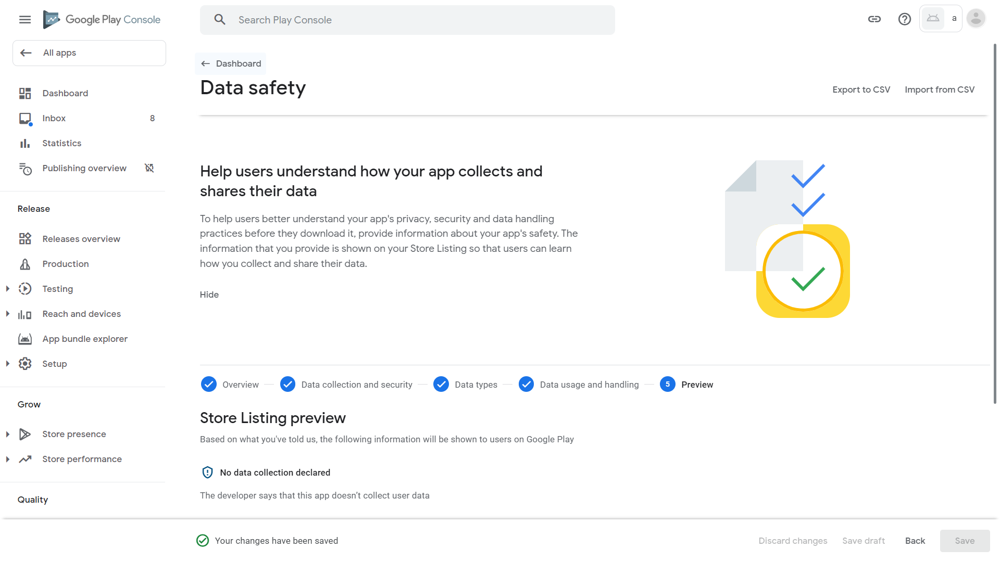 Google Play Console
Search Play Console
a
All apps
Dashboard
Data safety
Export to CSV
Import from CSV
Dashboard
Inbox
8
Statistics
Publishing overview
Release
Releases overview
Production
Testing
Reach and devices
App bundle explorer
Setup
Grow
Store presence
Store performance
Quality
Help users understand how your app collects and
shares their data
To help users better understand your app's privacy, security and data handling
practices before they download it, provide information about your app's safety. The
information that you provide is shown on your Store Listing so that users can learn
how you collect and share their data.
Hide
Overview
Data collection and security
Data types
Data usage and handling
5
Preview
Store Listing preview
Based on what you've told us, the following information will be shown to users on Google Play
No data collection declared
The developer says that this app doesn’t collect user data
Your changes have been saved
Discard changes
Save draft
Back
Save